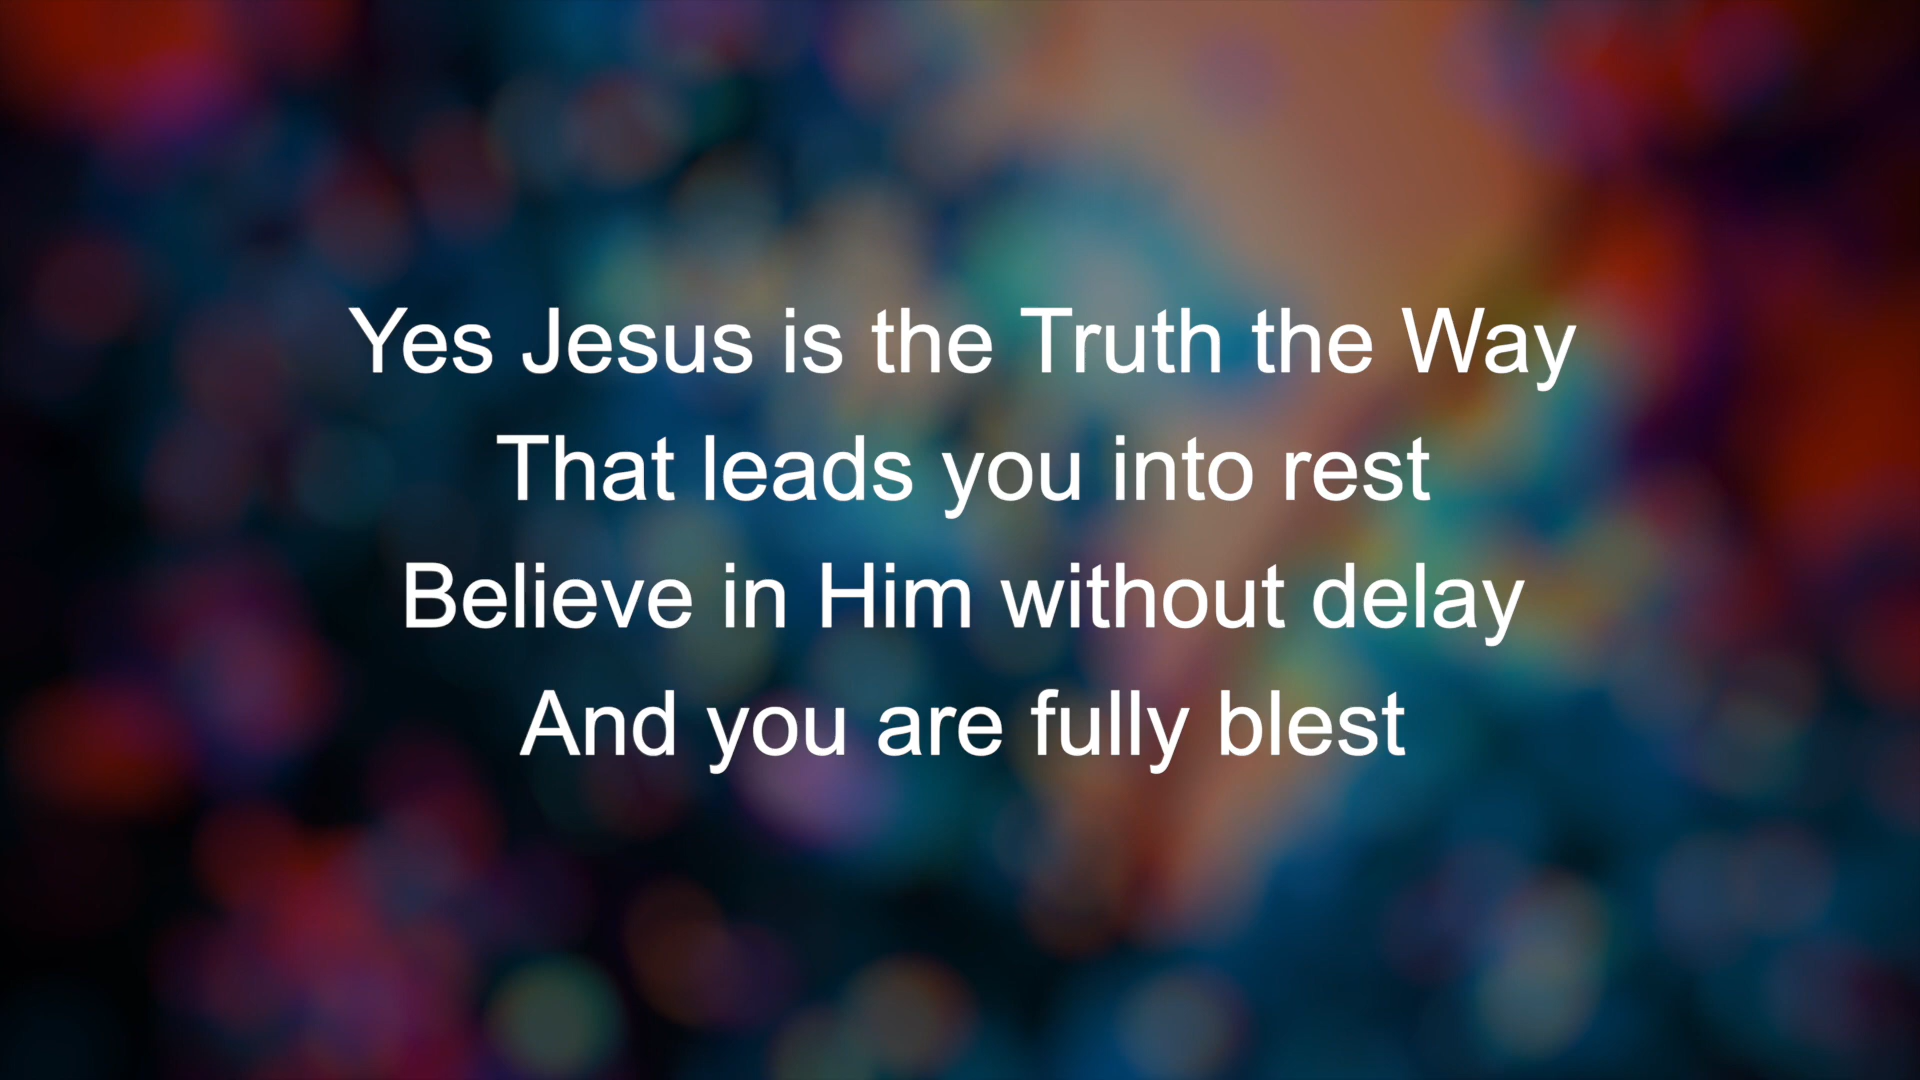 Yes Jesus is the Truth the Way
That leads you into rest
Believe in Him without delay
And you are fully blest